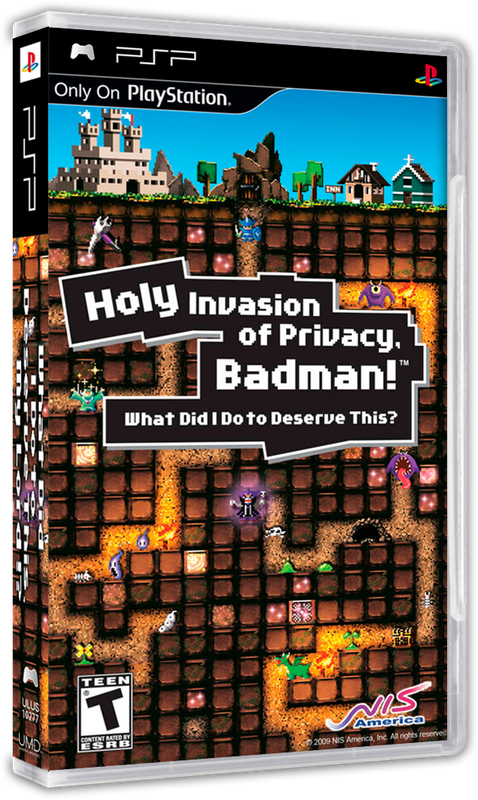 PSP
Only On PlayStation®
INN
Holy Invasion
of Privacy,
Badman!™
What Did I Do to Deserve This?
TEEN
T
CONTENT RATED BY
ESRB
NIS
America
© 2009 NIS America, Inc. All rights reserved.
PSP
ULUS
UMD